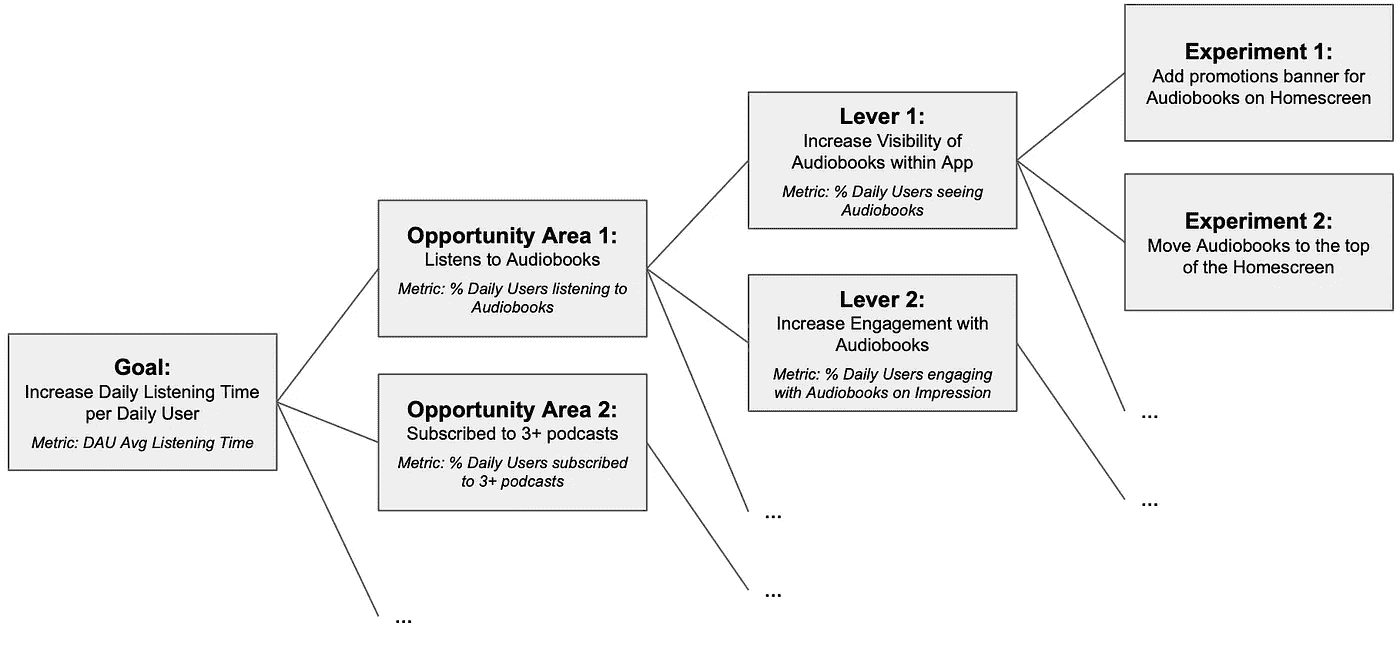 Goal:
Increase Daily Listening Time
per Daily User
Metric: DAU Avg Listening Time
...
Opportunity Area 1:
Listens to Audiobooks
Metric: % Daily Users listening to
Audiobooks
Opportunity Area 2:
Subscribed to 3+ podcasts
Metric: % Daily Users subscribed
to 3+ podcasts
...
...
Lever 1:
Increase Visibility of
Audiobooks within App
Metric: % Daily Users seeing
Audiobooks
Lever 2:
Increase Engagement with
Audiobooks
Metric: % Daily Users engaging
with Audiobooks on Impression
...
...
Experiment 1:
Add promotions banner for
Audiobooks on Homescreen
Experiment 2:
Move Audiobooks to the top
of the Homescreen